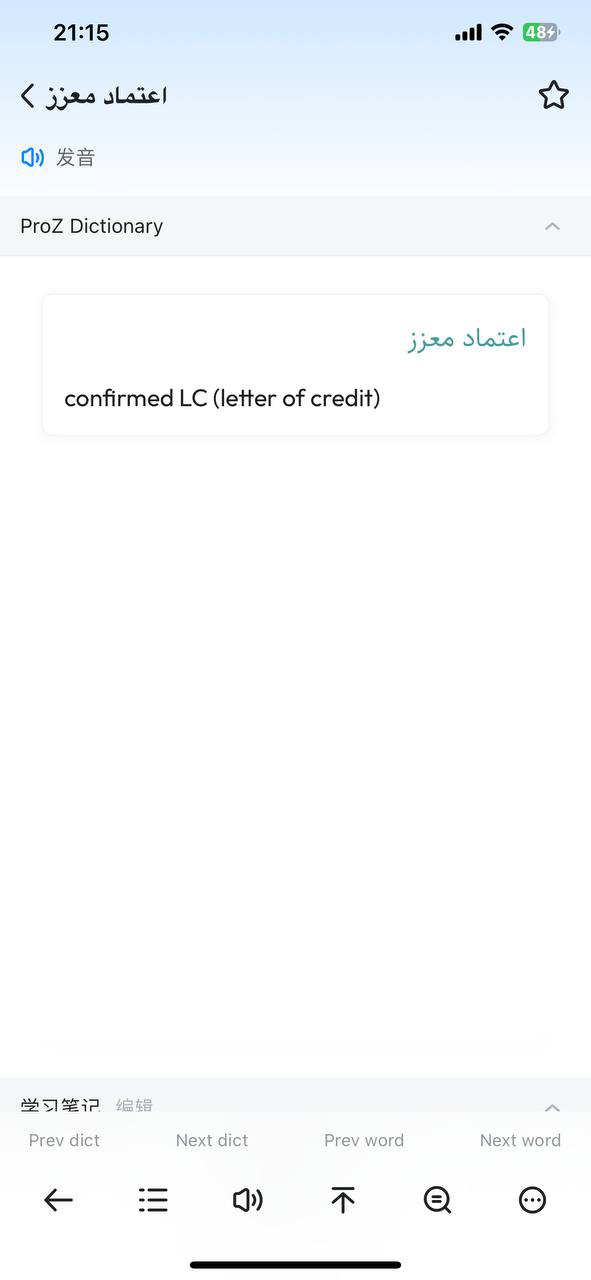 21:15
48
اعتماد معزز
发音
ProZ Dictionary
اعتماد معزز
confirmed LC (letter of credit)
学习笔记 编辑
Prev dict Next dict Prev word Next word